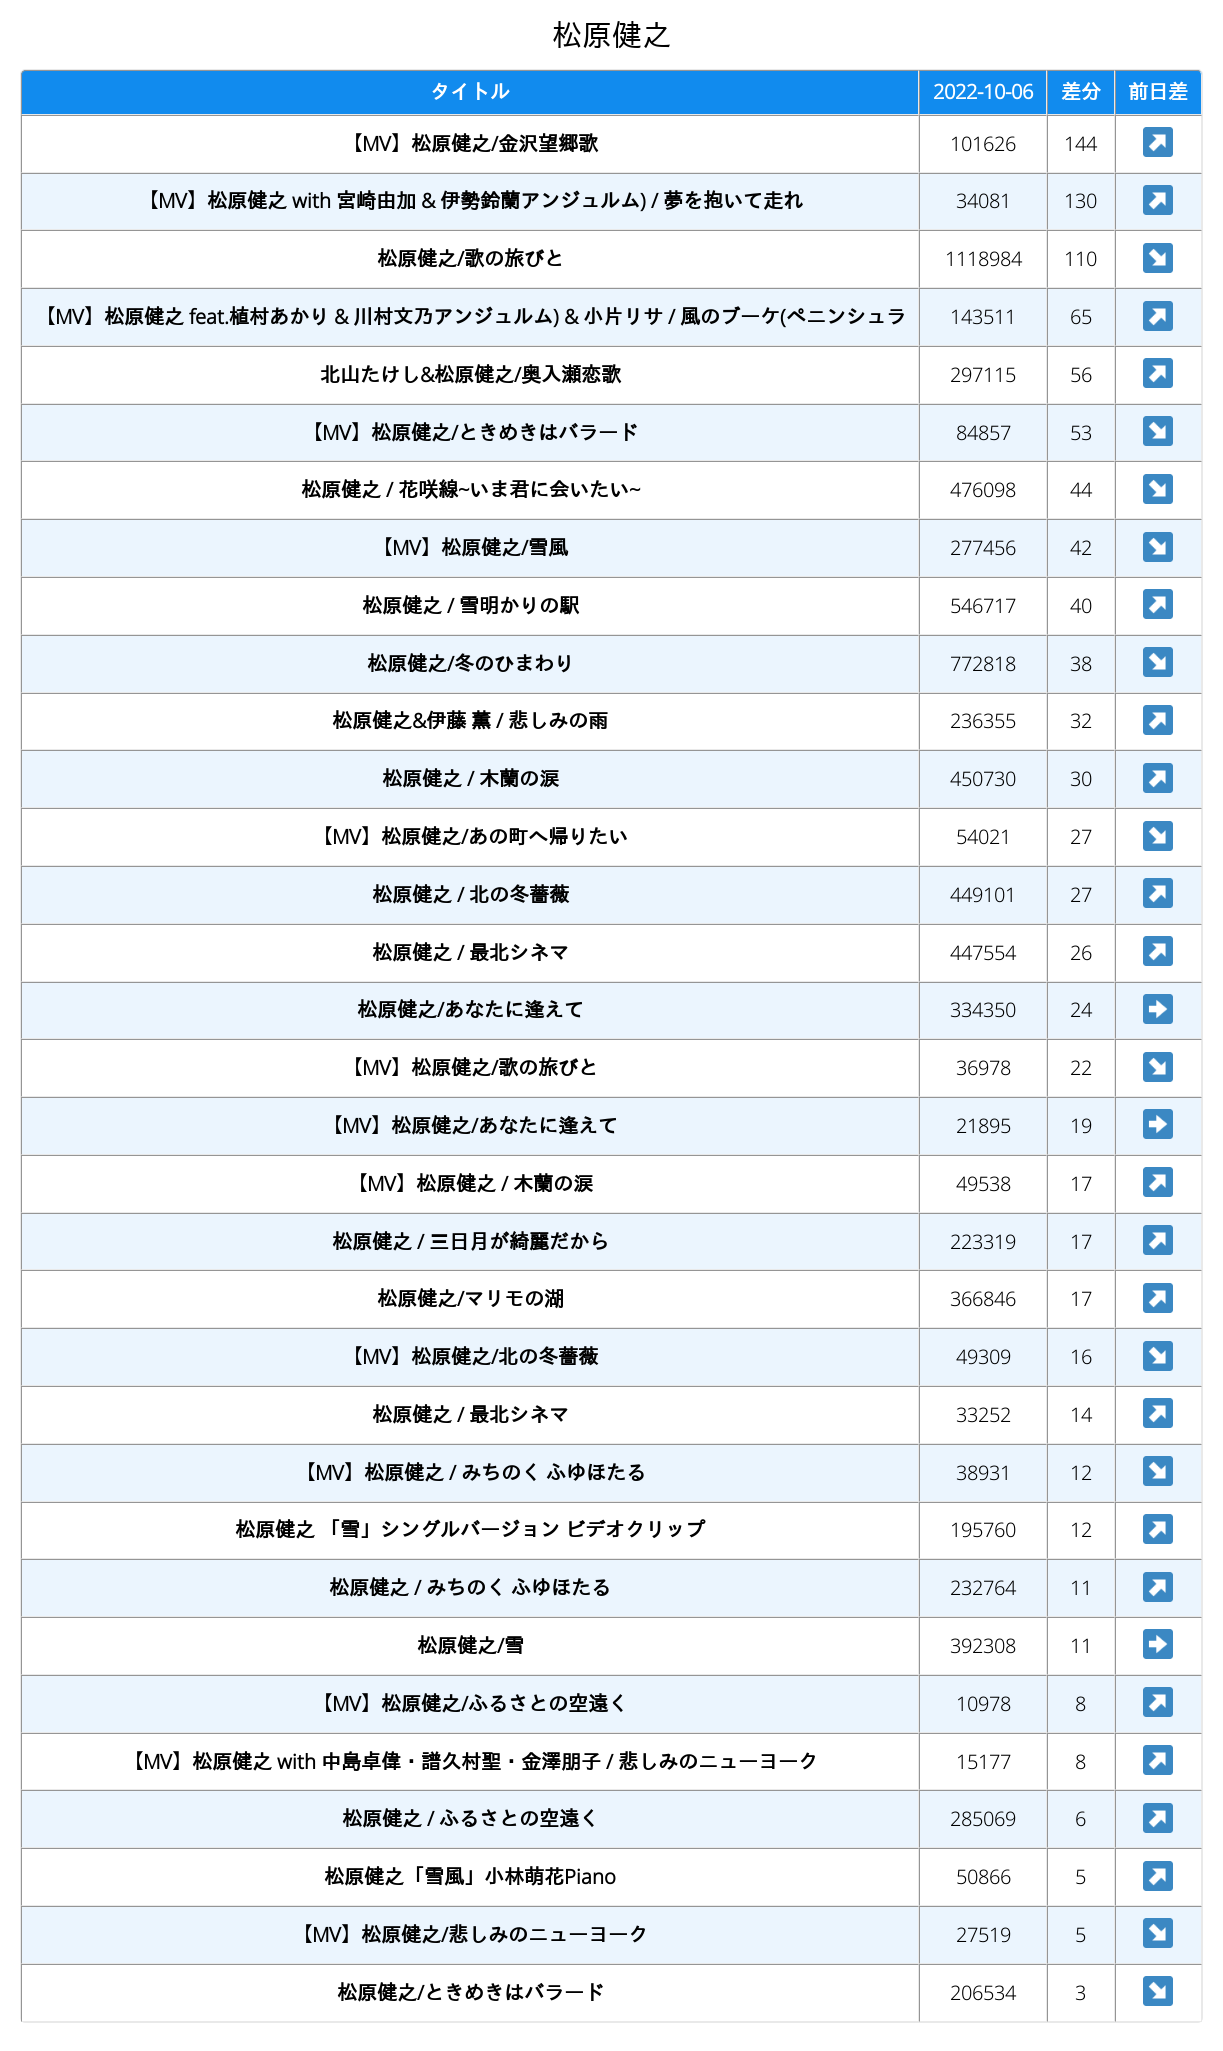 松原健之
タイトル 2022-10-06 差分 前日差
【MV】松原健之/金沢望郷歌 101626 144
【MV】松原健之 with 宮崎由加 & 伊勢鈴蘭アンジュルム) / 夢を抱いて走れ 34081 130
松原健之/歌の旅びと 1118984 110
【MV】松原健之 feat.植村あかり & 川村文乃アンジュルム) & 小片リサ / 風のブーケ(ペニンシュラ 143511 65
北山たけし&松原健之/奥入瀬恋歌 297115 56
【MV】松原健之/ときめきはバラード 84857 53
松原健之 / 花咲線~いま君に会いたい~ 476098 44
【MV】松原健之/雪風 277456 42
松原健之 / 雪明かりの駅 546717 40
松原健之/冬のひまわり 772818 38
松原健之&伊藤 薫 / 悲しみの雨 236355 32
松原健之 / 木蘭の涙 450730 30
【MV】松原健之/あの町へ帰りたい 54021 27
松原健之 / 北の冬薔薇 449101 27
松原健之 / 最北シネマ 447554 26
松原健之/あなたに逢えて 334350 24
【MV】松原健之/歌の旅びと 36978 22
【MV】松原健之/あなたに逢えて 21895 19
【MV】松原健之 / 木蘭の涙 49538 17
松原健之 / 三日月が綺麗だから 223319 17
松原健之/マリモの湖 366846 17
【MV】松原健之/北の冬薔薇 49309 16
松原健之 / 最北シネマ 33252 14
【MV】松原健之 / みちのく ふゆほたる 38931 12
松原健之 「雪」シングルバージョン ビデオクリップ 195760 12
松原健之 / みちのく ふゆほたる 232764 11
松原健之/雪 392308 11
【MV】松原健之/ふるさとの空遠く 10978 8
【MV】松原健之 with 中島卓偉・譜久村聖・金澤朋子 / 悲しみのニューヨーク 15177 8
松原健之 / ふるさとの空遠く 285069 6
松原健之「雪風」小林萌花Piano 50866 5
【MV】松原健之/悲しみのニューヨーク 27519 5
松原健之/ときめきはバラード 206534 3